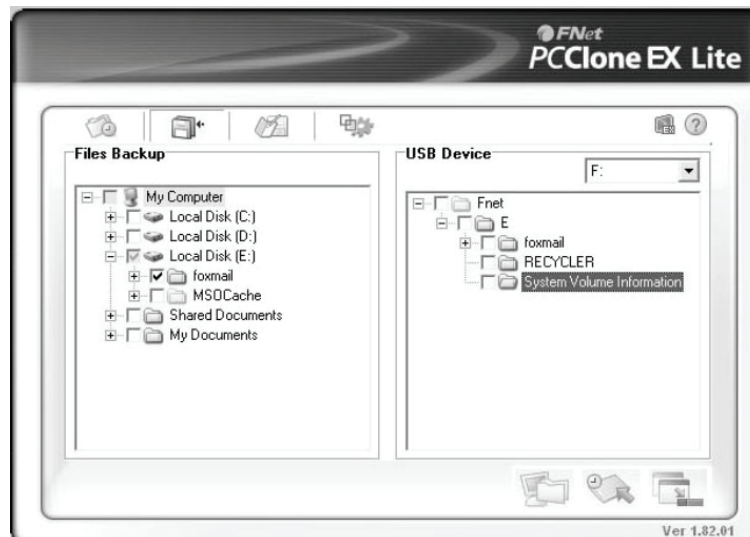 FNet
PCClone EX Lite
Files Backup
My Computer
Local Disk (C:)
Local Disk (D:)
Local Disk (E:)
foxmail
MSOCache
Shared Documents
My Documents
USB Device
F:
Fnet
E
foxmail
RECYCLER
System Volume Information
Ver 1.82.01